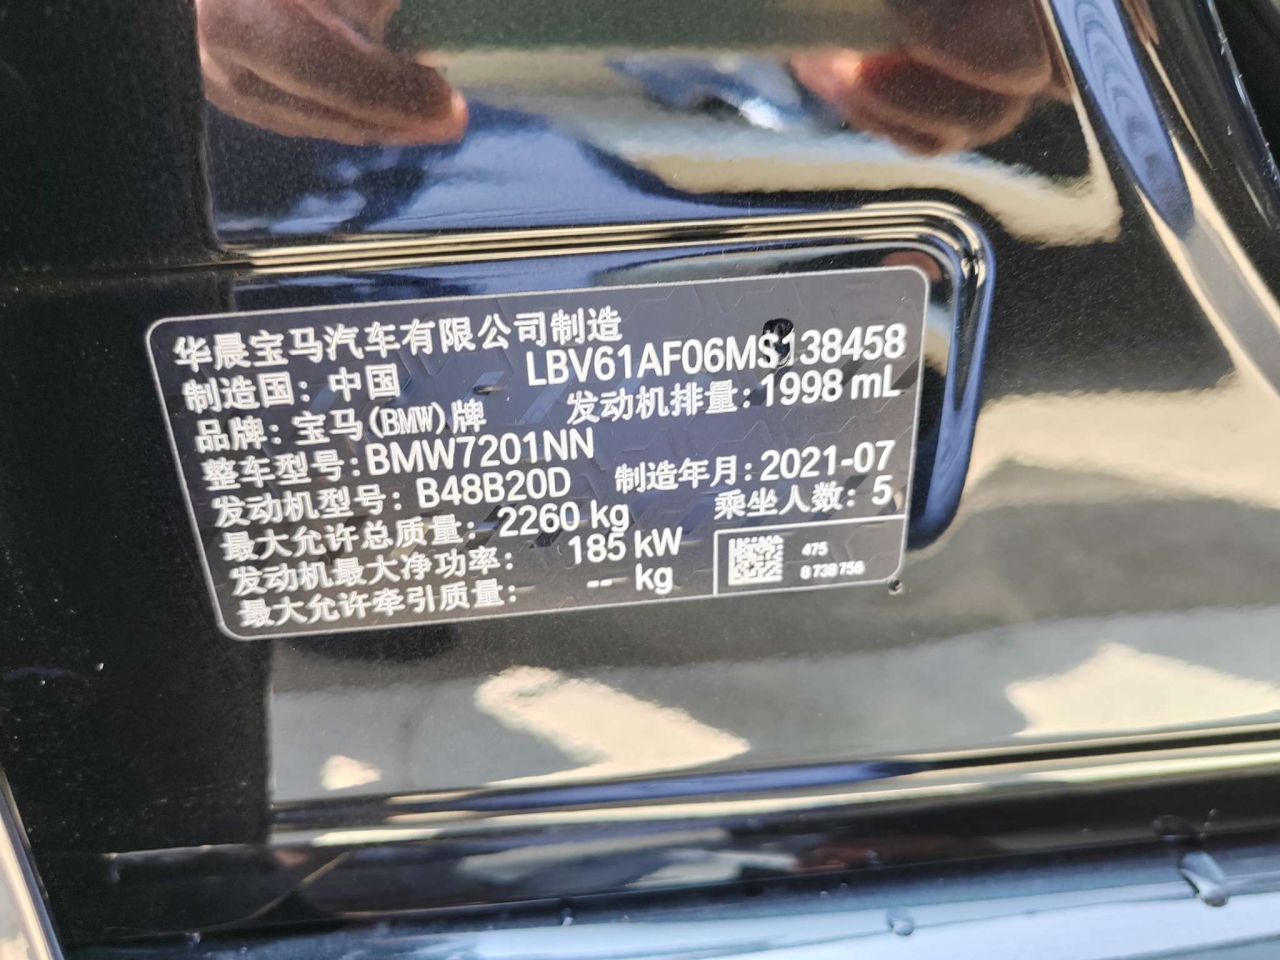 华晨宝马汽车有限公司制造
制造国：中国 LBV61AF06MS138458
品牌：宝马(BMW)牌 发动机排量：1998 mL
整车型号：BMW7201NN
发动机型号：B48B20D 制造年月：2021-07
最大允许总质量：2260 kg 乘坐人数：5
发动机最大净功率：185 kW
最大允许牵引质量：-- kg
475
8 738 756